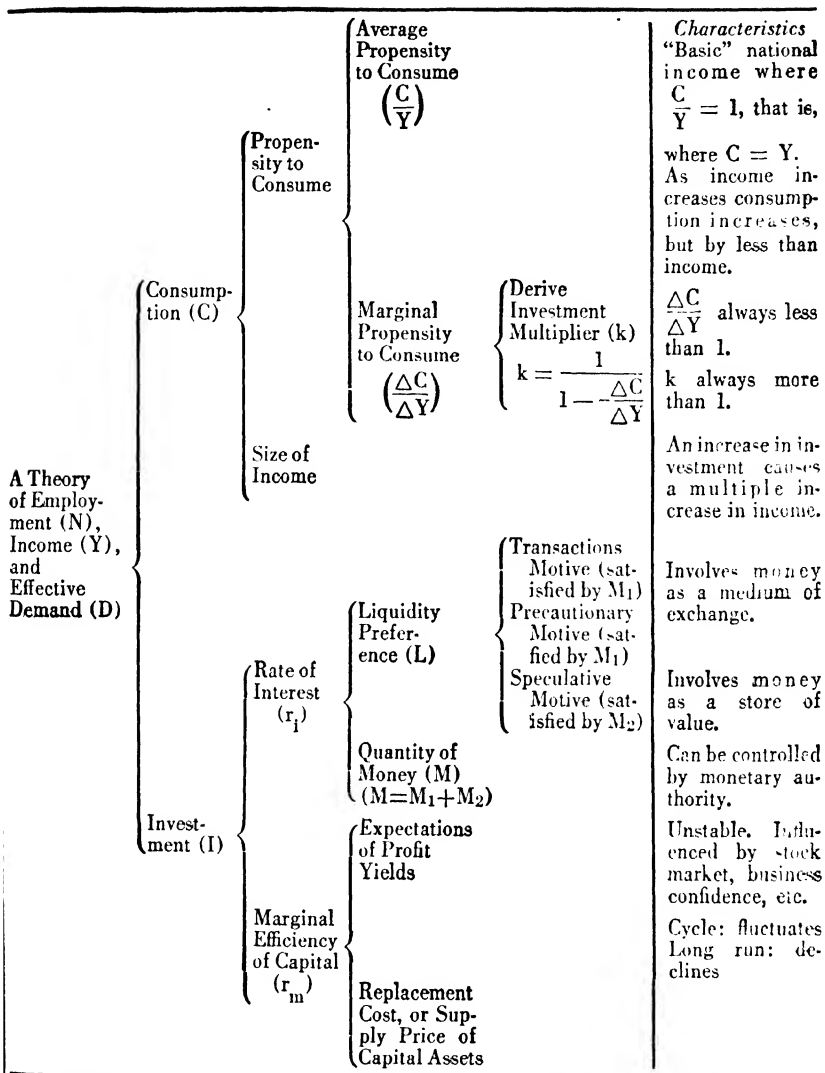 Average
Propensity
to Consume
(C/Y)
Propen-
sity to
Consume
Consump-
tion (C)
Marginal
Propensity
to Consume
(△C/△Y)
Derive
Investment
Multiplier (k)
k = 1/(1 - -△C/△Y)
Size of
Income
A Theory
of Employ-
ment (N),
Income (Y),
and
Effective
Demand (D)
Rate of
Interest
(r_i)
Liquidity
Prefer-
ence (L)
Transactions
Motive (sat-
isfied by M₁)
Precautionary
Motive (sat-
fied by M₁)
Speculative
Motive (sat-
isfied by M₂)
Quantity of
Money (M)
(M=M₁+M₂)
Invest-
ment (I)
Expectations
of Profit
Yields
Marginal
Efficiency
of Capital
(r_m)
Replacement
Cost, or Sup-
ply Price of
Capital Assets
Characteristics
"Basic" national
income where
C/Y = 1, that is,
where C = Y.
As income in-
creases consump-
tion increases,
but by less than
income.
△C/△Y always less
than 1.
k always more
than 1.
An increase in in-
vestment causes
a multiple in-
crease in income.
Involves money
as a medium of
exchange.
Involves money
as a store of
value.
Can be controlled
by monetary au-
thority.
Unstable. Influ-
enced by stock
market, business
confidence, etc.
Cycle: fluctuates
Long run: de-
clines